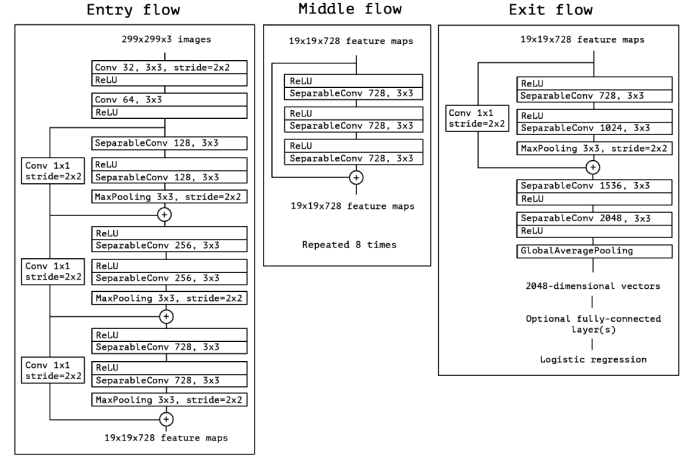 Entry flow
299x299x3 images
Conv 32, 3x3, stride=2x2
ReLU
Conv 64, 3x3
ReLU
SeparableConv 128, 3x3
Conv 1x1
stride=2x2
ReLU
SeparableConv 128, 3x3
MaxPooling 3x3, stride=2x2
+
ReLU
SeparableConv 256, 3x3
Conv 1x1
stride=2x2
ReLU
SeparableConv 256, 3x3
MaxPooling 3x3, stride=2x2
+
ReLU
SeparableConv 728, 3x3
Conv 1x1
stride=2x2
ReLU
SeparableConv 728, 3x3
MaxPooling 3x3, stride=2x2
+
19x19x728 feature maps
Middle flow
19x19x728 feature maps
ReLU
SeparableConv 728, 3x3
ReLU
SeparableConv 728, 3x3
ReLU
SeparableConv 728, 3x3
+
19x19x728 feature maps
Repeated 8 times
Exit flow
19x19x728 feature maps
ReLU
SeparableConv 728, 3x3
Conv 1x1
stride=2x2
ReLU
SeparableConv 1024, 3x3
MaxPooling 3x3, stride=2x2
+
SeparableConv 1536, 3x3
ReLU
SeparableConv 2048, 3x3
ReLU
GlobalAveragePooling
2048-dimensional vectors
Optional fully-connected
layer(s)
Logistic regression